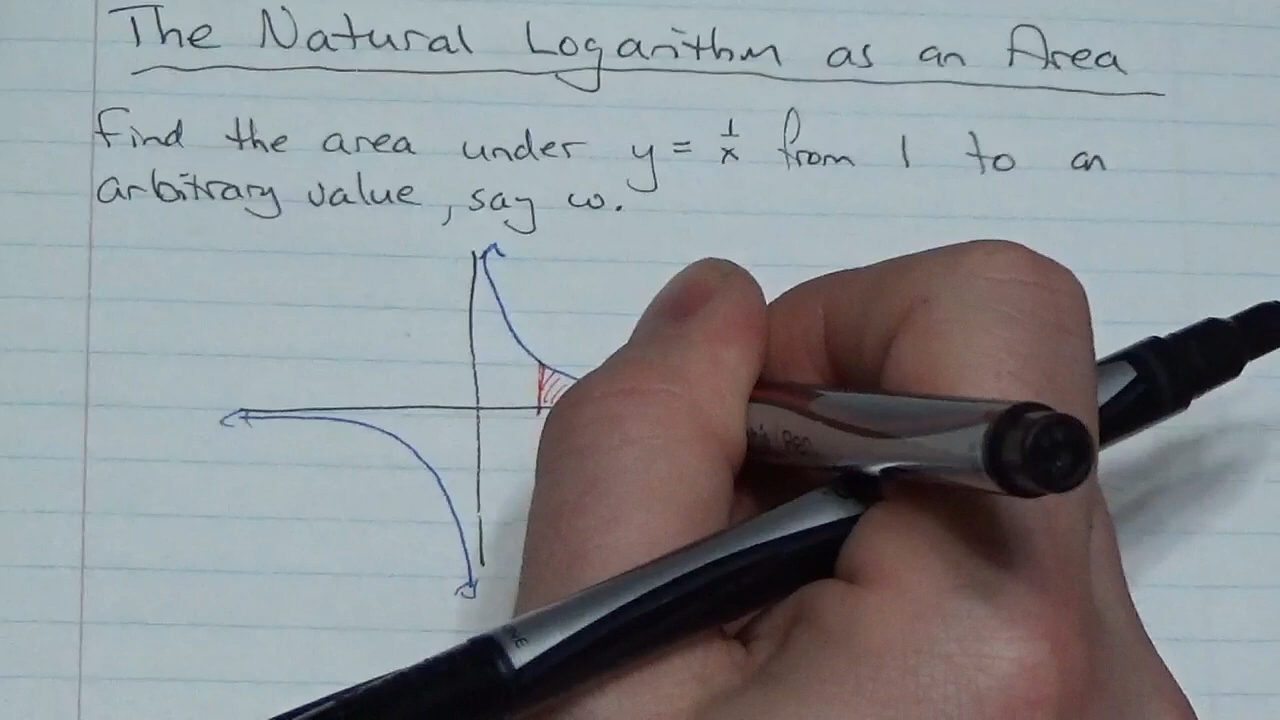 The Natural Logarithm as an Area
Find the area under y = 1/x from 1 to an
arbitrary value, say w.